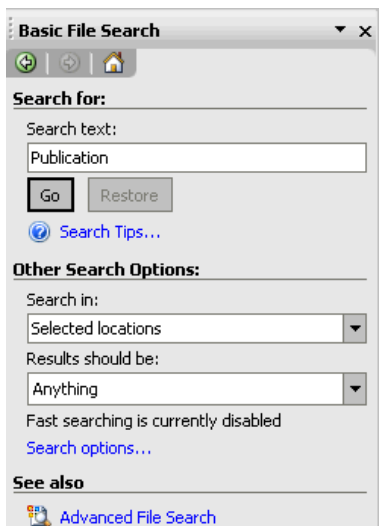 Basic File Search
Search for:
Search text:
Publication
Go Restore
Search Tips...
Other Search Options:
Search in:
Selected locations
Results should be:
Anything
Fast searching is currently disabled
Search options...
See also
Advanced File Search